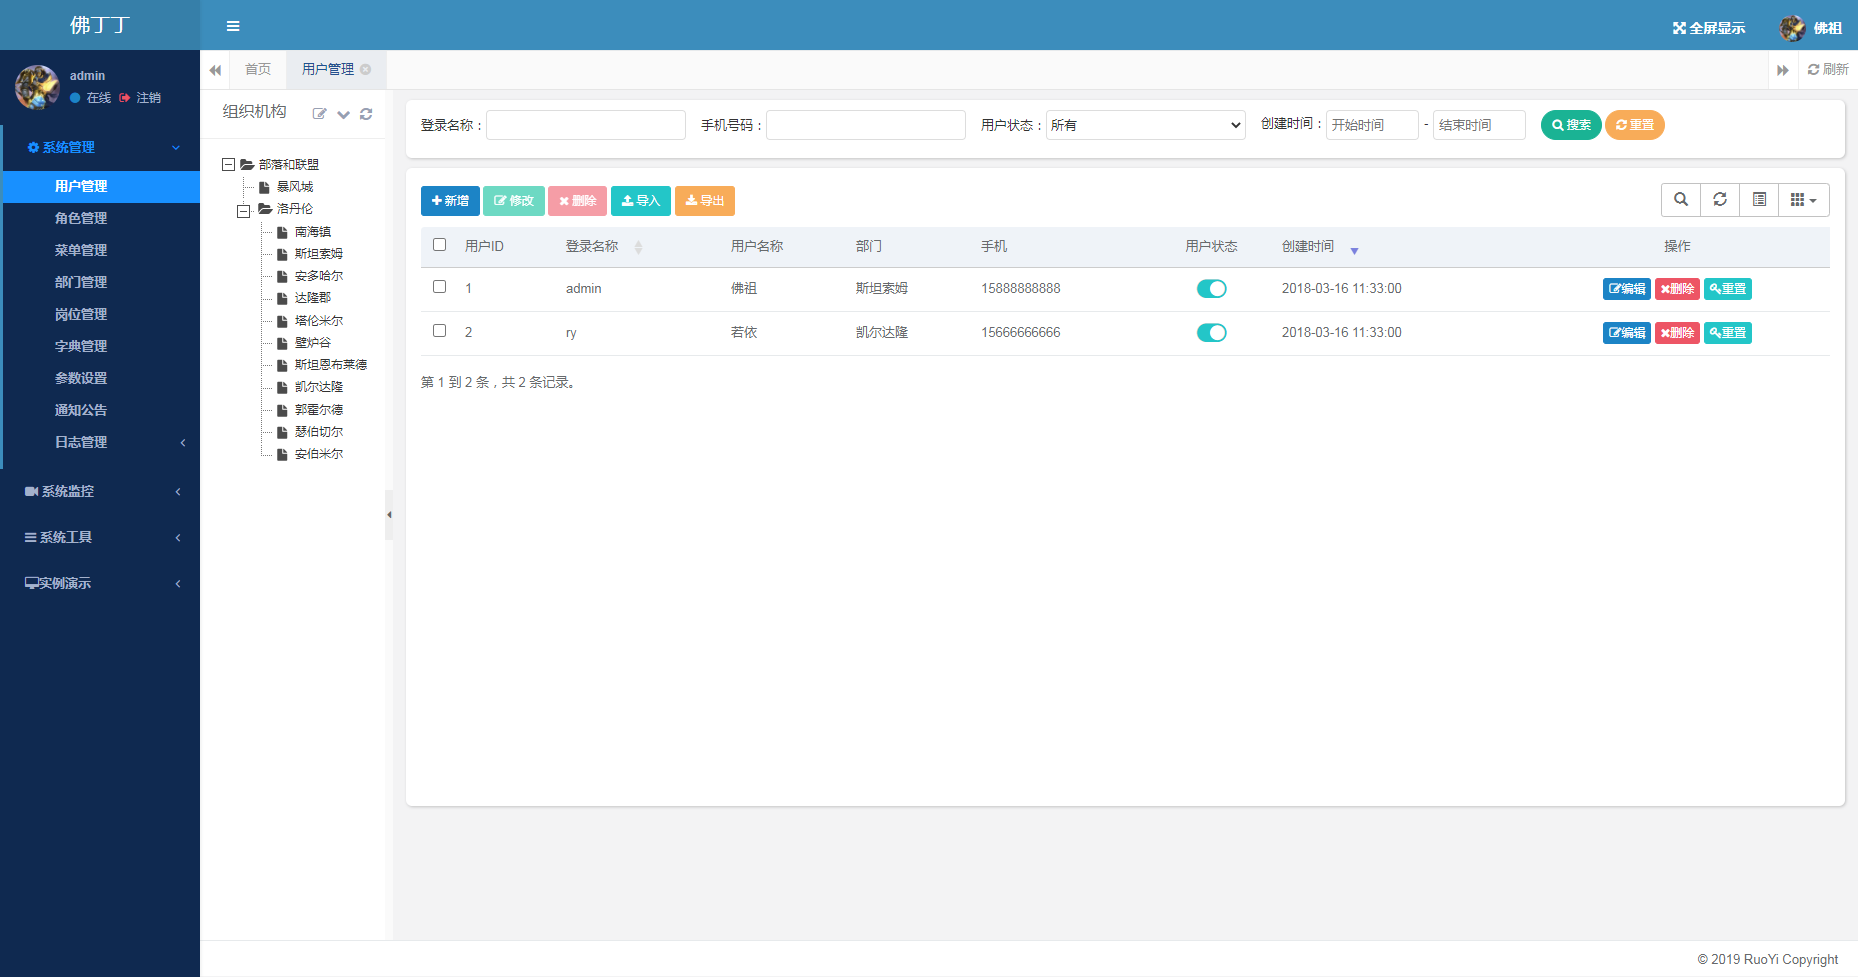 佛丁丁
全屏显示 佛祖
admin
在线 注销
首页 用户管理 刷新
系统管理
用户管理
角色管理
菜单管理
部门管理
岗位管理
字典管理
参数设置
通知公告
日志管理
系统监控
系统工具
实例演示
组织机构
部落和联盟
暴风城
洛丹伦
南海镇
斯坦索姆
安多哈尔
达隆郡
塔伦米尔
壁炉谷
斯坦恩布莱德
凯尔达隆
郭霍尔德
瑟伯切尔
安伯米尔
登录名称： 手机号码： 用户状态：所有 创建时间：开始时间 - 结束时间 搜索 重置
新增 修改 删除 导入 导出
用户ID 登录名称 用户名称 部门 手机 用户状态 创建时间 操作
1 admin 佛祖 斯坦索姆 15888888888 2018-03-16 11:33:00 编辑 删除 重置
2 ry 若依 凯尔达隆 15666666666 2018-03-16 11:33:00 编辑 删除 重置
第 1 到 2 条，共 2 条记录。
© 2019 RuoYi Copyright